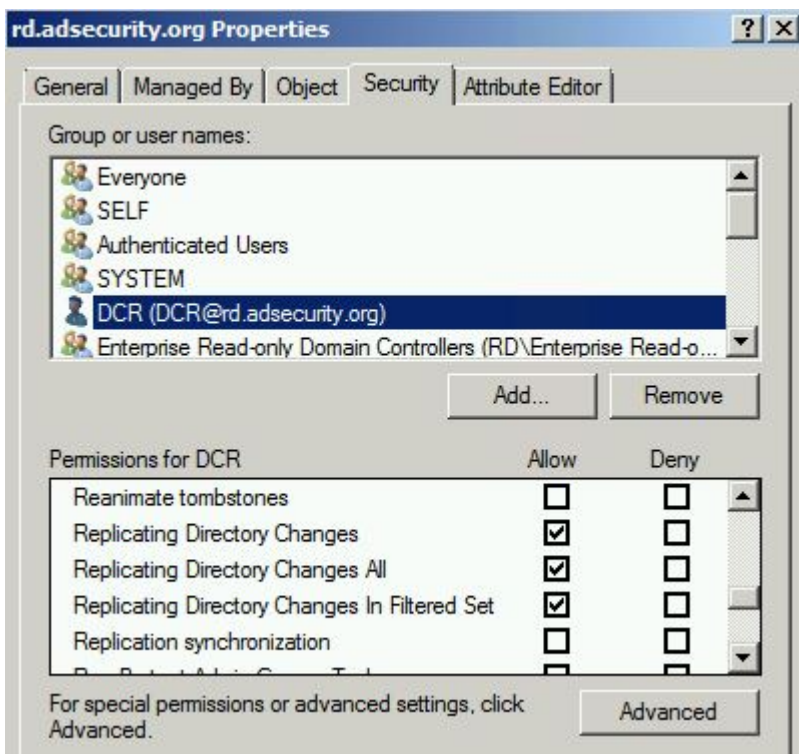 rd.adsecurity.org Properties
General Managed By Object Security Attribute Editor
Group or user names:
Everyone
SELF
Authenticated Users
SYSTEM
DCR (DCR@rd.adsecurity.org)
Enterprise Read-only Domain Controllers (RD\Enterprise Read-o...
Add... Remove
Permissions for DCR Allow Deny
Reanimate tombstones
Replicating Directory Changes
Replicating Directory Changes All
Replicating Directory Changes In Filtered Set
Replication synchronization
For special permissions or advanced settings, click
Advanced.
Advanced